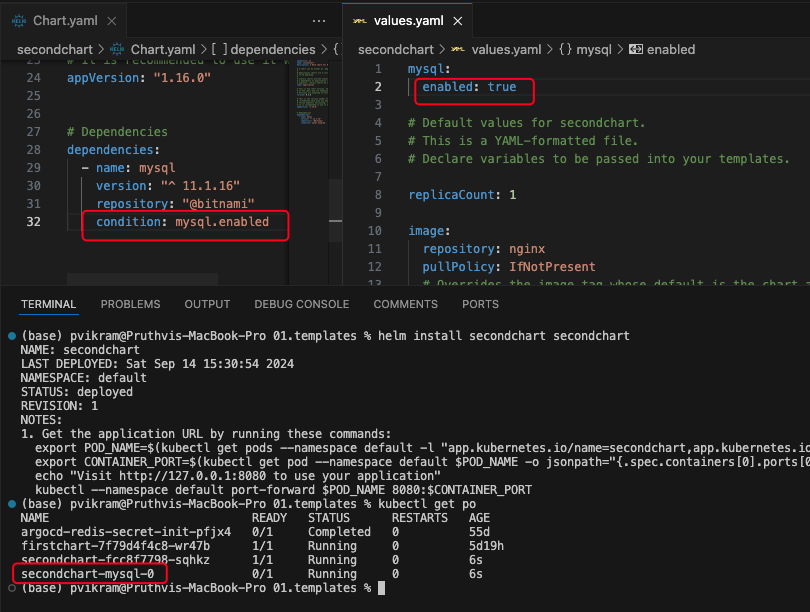 Chart.yaml
values.yaml
secondchart > Chart.yaml > [ ] dependencies > {
secondchart > values.yaml > {} mysql > enabled
24 appVersion: "1.16.0"
25
26
27 # Dependencies
28 dependencies:
29 - name: mysql
30 version: "^ 11.1.16"
31 repository: "@bitnami"
32 condition: mysql.enabled
1 mysql:
2 enabled: true
3
4 # Default values for secondchart.
5 # This is a YAML-formatted file.
6 # Declare variables to be passed into your templates.
7
8 replicaCount: 1
9
10 image:
11 repository: nginx
12 pullPolicy: IfNotPresent
13 # Overrides the image tag whose default is the chart
TERMINAL PROBLEMS OUTPUT DEBUG CONSOLE COMMENTS PORTS
(base) pvikram@Pruthvis-MacBook-Pro 01.templates % helm install secondchart secondchart
NAME: secondchart
LAST DEPLOYED: Sat Sep 14 15:30:54 2024
NAMESPACE: default
STATUS: deployed
REVISION: 1
NOTES:
1. Get the application URL by running these commands:
export POD_NAME=$(kubectl get pods --namespace default -l "app.kubernetes.io/name=secondchart,app.kubernetes.io
export CONTAINER_PORT=$(kubectl get pod --namespace default $POD_NAME -o jsonpath="{.spec.containers[0].ports[0
echo "Visit http://127.0.0.1:8080 to use your application"
kubectl --namespace default port-forward $POD_NAME 8080:$CONTAINER_PORT
(base) pvikram@Pruthvis-MacBook-Pro 01.templates % kubectl get po
NAME READY STATUS RESTARTS AGE
argocd-redis-secret-init-pfjx4 0/1 Completed 0 55d
firstchart-7f79d4f4c8-wr47b 1/1 Running 0 5d19h
secondchart-fcc8f7798-sqhkz 1/1 Running 0 6s
secondchart-mysql-0 0/1 Running 0 6s
(base) pvikram@Pruthvis-MacBook-Pro 01.templates %